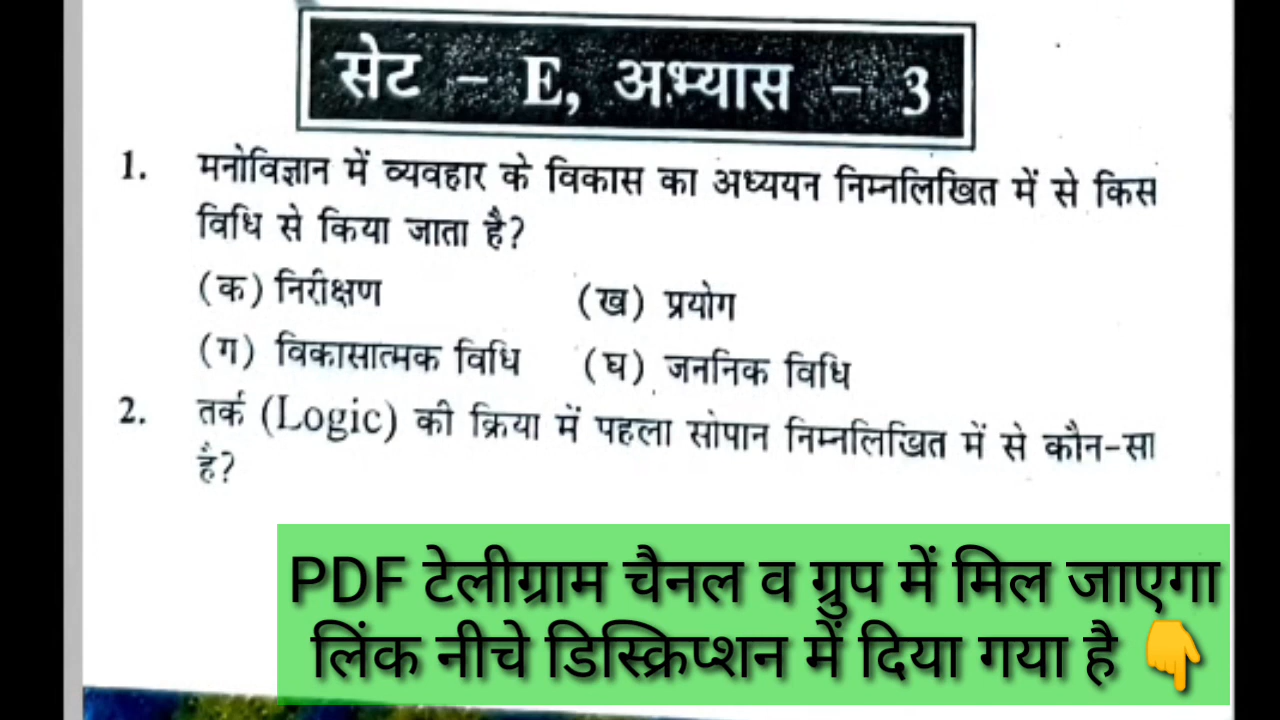 सेट - E, अभ्यास - 3
1. मनोविज्ञान में व्यवहार के विकास का अध्ययन निम्नलिखित में से किस
विधि से किया जाता है?
(क) निरीक्षण (ख) प्रयोग
(ग) विकासात्मक विधि (घ) जननिक विधि
2. तर्क (Logic) की क्रिया में पहला सोपान निम्नलिखित में से कौन-सा
है?
PDF टेलीग्राम चैनल व ग्रुप में मिल जाएगा
लिंक नीचे डिस्क्रिप्शन में दिया गया है 👇